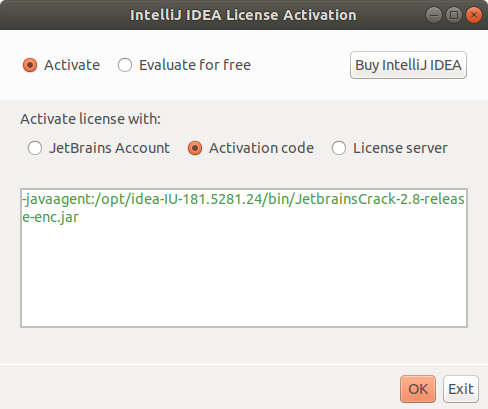 IntelliJ IDEA License Activation
Activate
Evaluate for free
Buy IntelliJ IDEA
Activate license with:
JetBrains Account
Activation code
License server
-javaagent:/opt/idea-IU-181.5281.24/bin/JetbrainsCrack-2.8-releas
e-enc.jar
OK
Exit